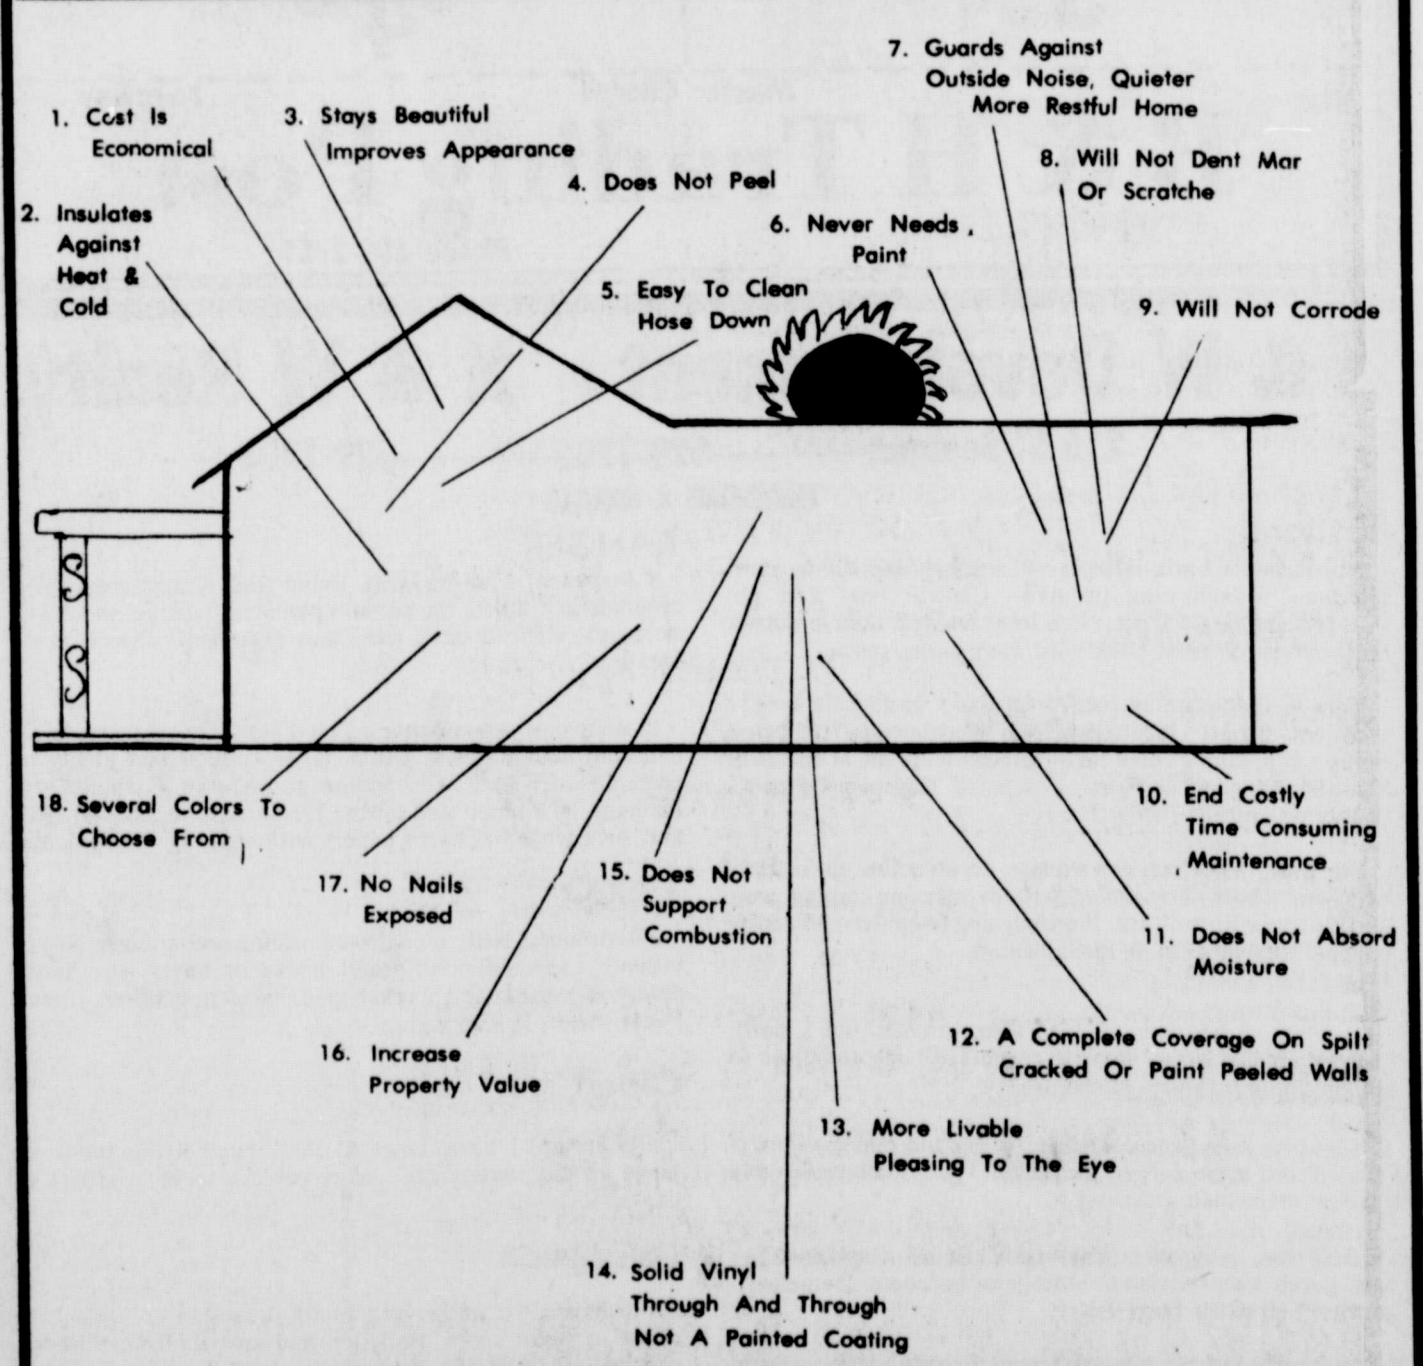 1. Cost Is
Economical
2. Insulates
Against
Heat &
Cold
3. Stays Beautiful
Improves Appearance
4. Does Not Peel
5. Easy To Clean
Hose Down
6. Never Needs
Paint
7. Guards Against
Outside Noise, Quieter
More Restful Home
8. Will Not Dent Mar
Or Scratche
9. Will Not Corrode
10. End Costly
Time Consuming
Maintenance
11. Does Not Absord
Moisture
12. A Complete Coverage On Spilt
Cracked Or Paint Peeled Walls
13. More Livable
Pleasing To The Eye
14. Solid Vinyl
Through And Through
Not A Painted Coating
15. Does Not
Support
Combustion
16. Increase
Property Value
17. No Nails
Exposed
18. Several Colors To
Choose From